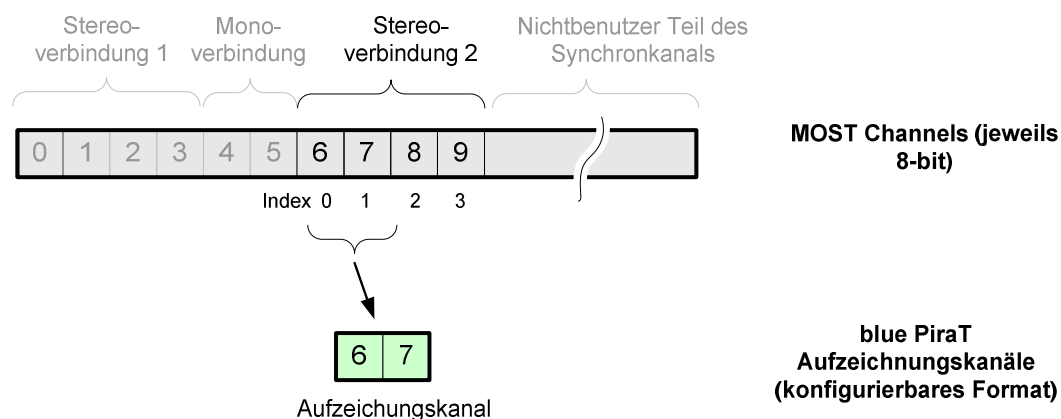 Stereo-
verbindung 1
Mono-
verbindung
Stereo-
verbindung 2
Nichtbenutzer Teil des
Synchronkanals
0 1 2 3 4 5 6 7 8 9
MOST Channels (jeweils
8-bit)
Index 0 1 2 3
6 7
Aufzeichungskanal
blue PiraT
Aufzeichnungskanäle
(konfigurierbares Format)